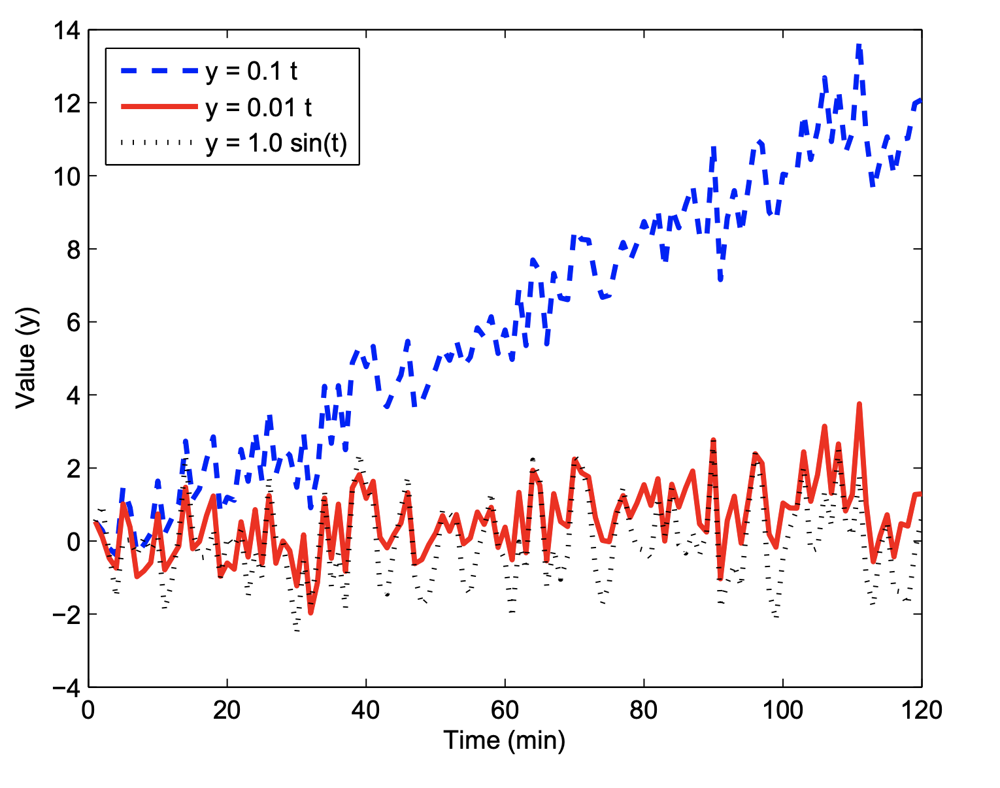 14
12
10
8
6
4
2
0
−2
−4
y = 0.1 t
y = 0.01 t
y = 1.0 sin(t)
Value (y)
0 20 40 60 80 100 120
Time (min)